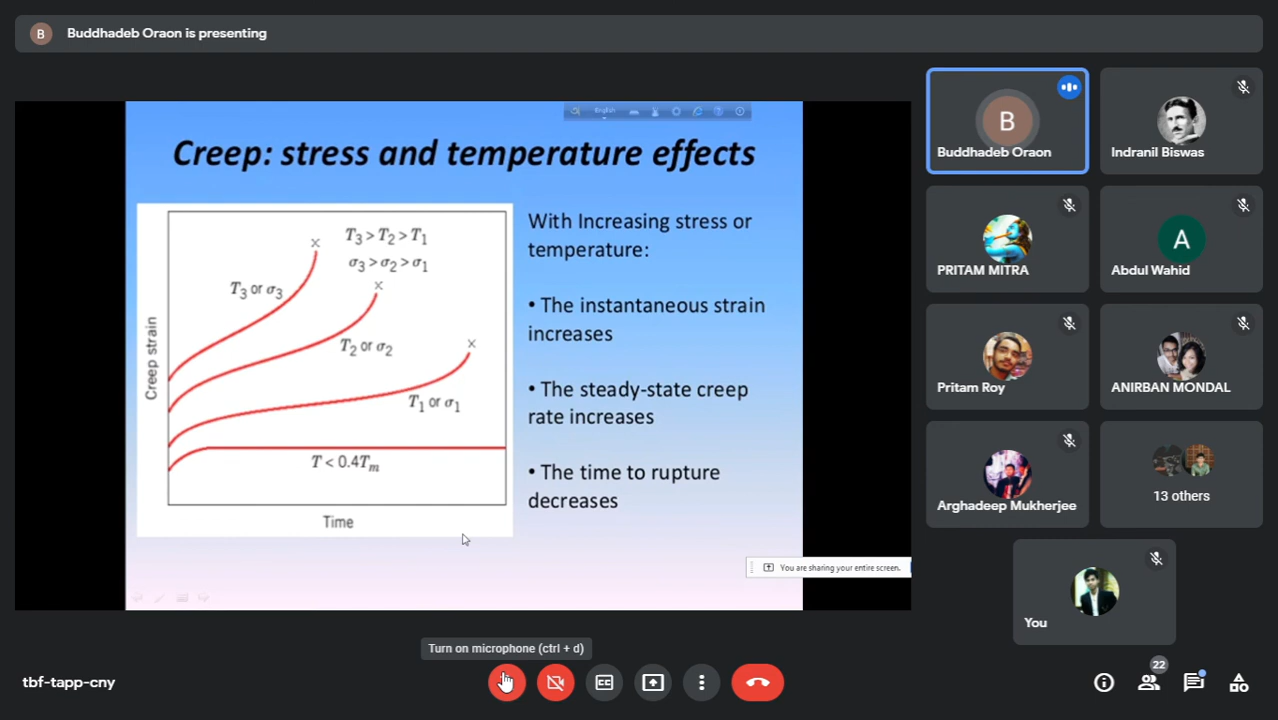 B
Buddhadeb Oraon is presenting
English
Creep: stress and temperature effects
T₃ > T₂ > T₁
σ₃ > σ₂ > σ₁
T₃ or σ₃
T₂ or σ₂
T₁ or σ₁
T < 0.4Tₘ
Creep strain
Time
With Increasing stress or
temperature:
• The instantaneous strain
increases
• The steady-state creep
rate increases
• The time to rupture
decreases
You are sharing your entire screen.
B
Buddhadeb Oraon
Indranil Biswas
PRITAM MITRA
A
Abdul Wahid
Pritam Roy
ANIRBAN MONDAL
Arghadeep Mukherjee
13 others
You
Turn on microphone (ctrl + d)
tbf-tapp-cny
CC
22